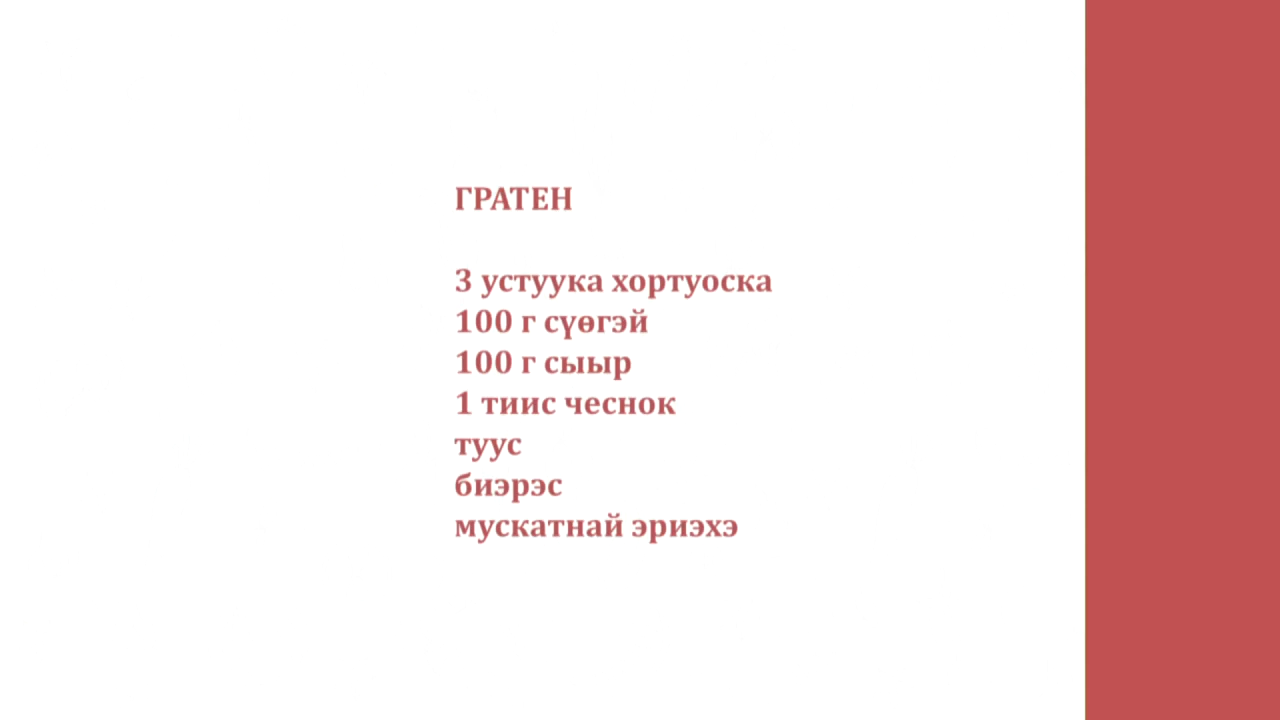 ГРАТЕН
3 устуука хортуоска
100 г сүөгэй
100 г сыыр
1 тиис чеснок
туус
биэрэс
мускатнай эриэхэ